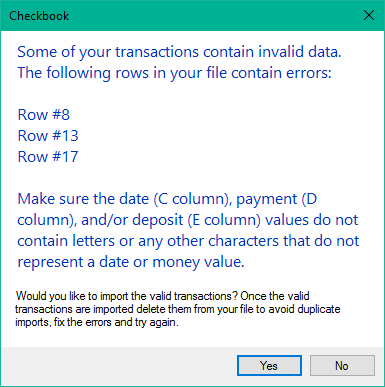 Checkbook
Some of your transactions contain invalid data.
The following rows in your file contain errors:
Row #8
Row #13
Row #17
Make sure the date (C column), payment (D
column), and/or deposit (E column) values do not
contain letters or any other characters that do not
represent a date or money value.
Would you like to import the valid transactions? Once the valid
transactions are imported delete them from your file to avoid duplicate
imports, fix the errors and try again.
Yes
No